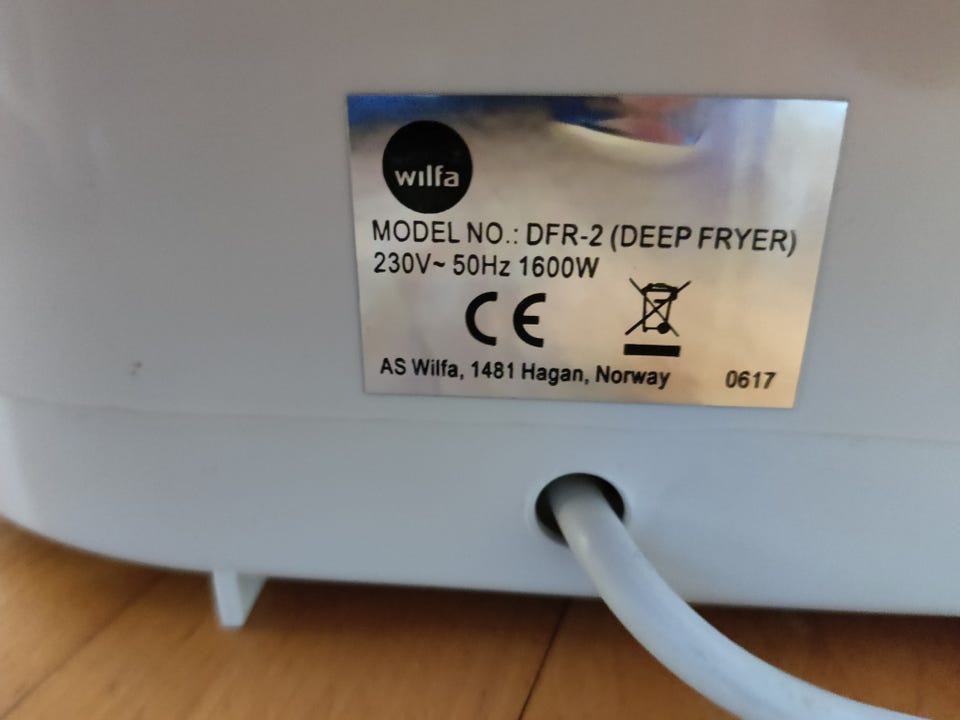 wilfa
MODEL NO.: DFR-2 (DEEP FRYER)
230V~ 50Hz 1600W
CE
AS Wilfa, 1481 Hagan, Norway 0617